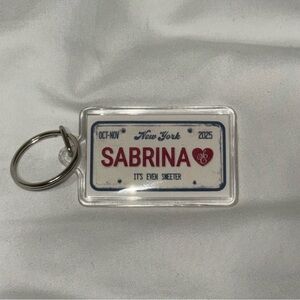 OCT-NOV New York 2025
SABRINA
IT'S EVEN SWEETER